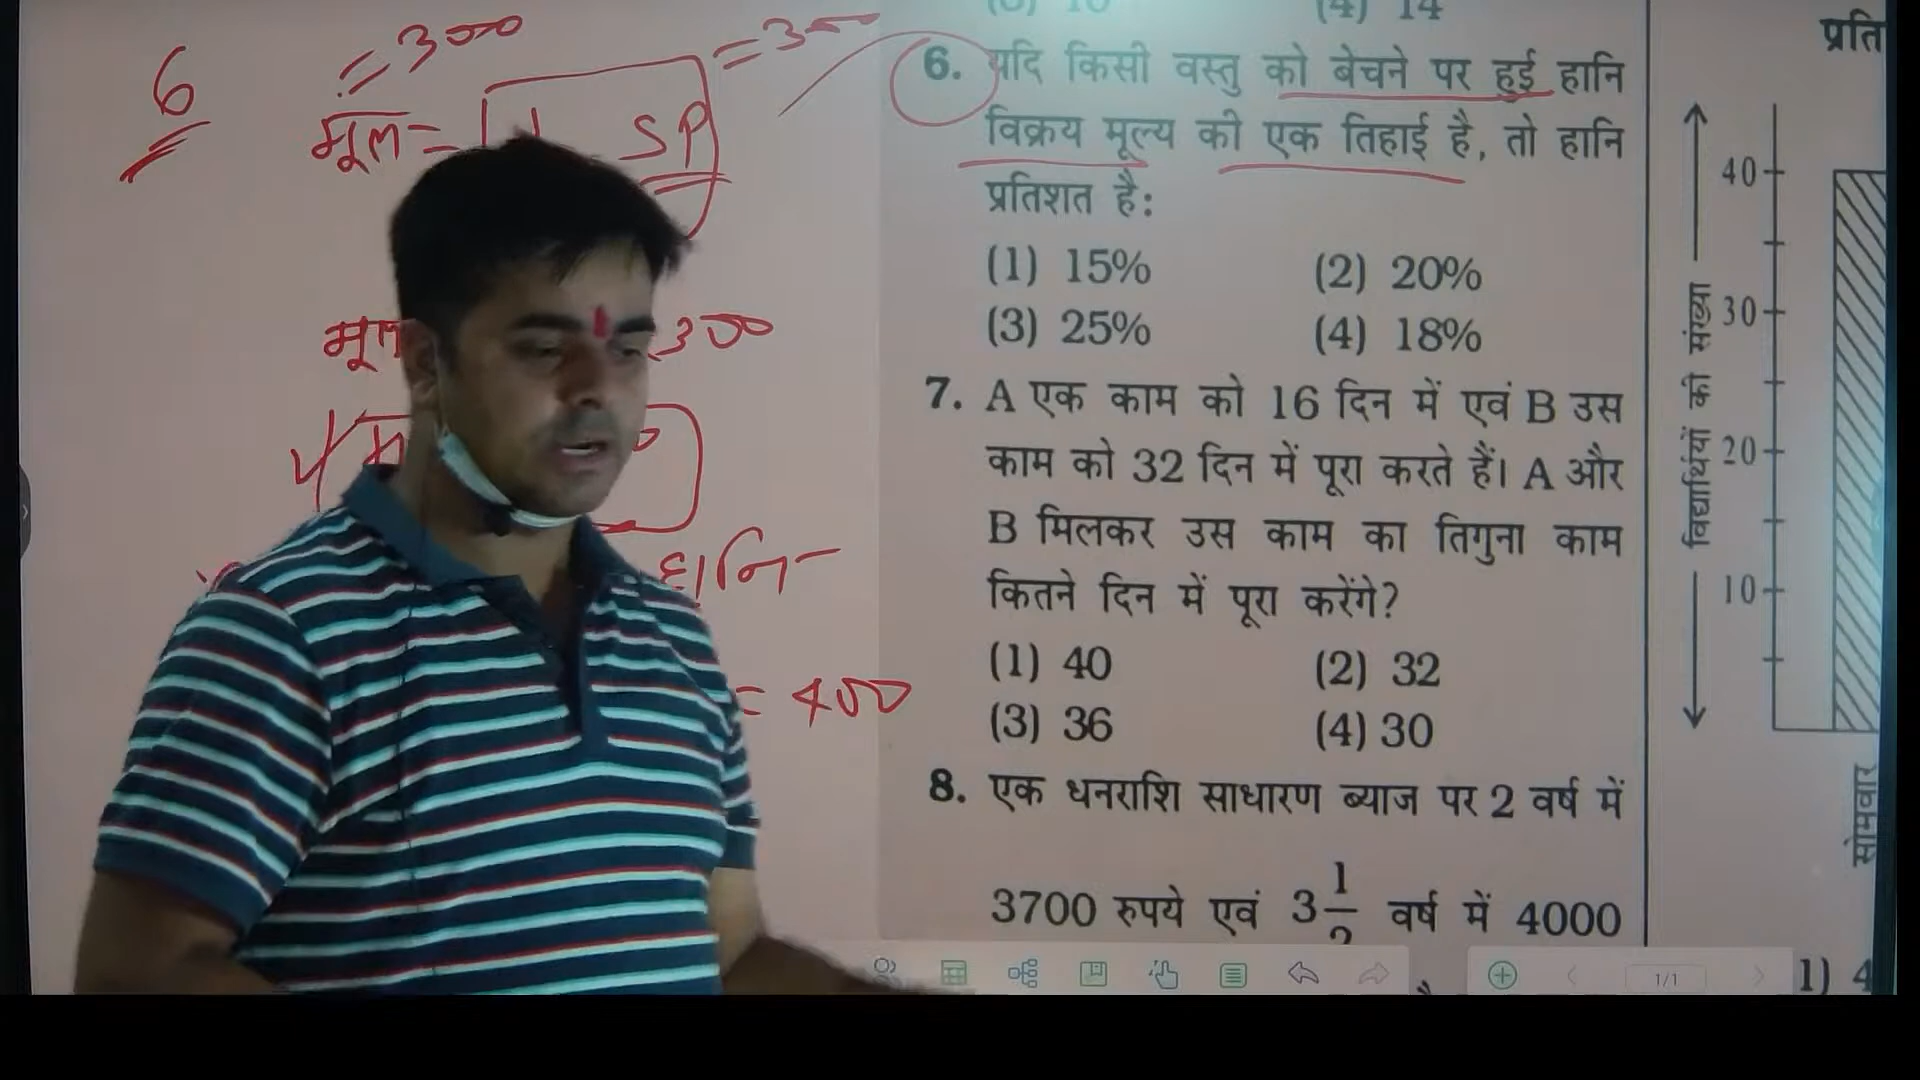 6
= 300
= 300
मूल =
SP
मूल
300
हानि
= 400
(4) 14
6. यदि किसी वस्तु को बेचने पर हुई हानि
विक्रय मूल्य की एक तिहाई है, तो हानि
प्रतिशत है:
(1) 15% (2) 20%
(3) 25% (4) 18%
7. A एक काम को 16 दिन में एवं B उस
काम को 32 दिन में पूरा करते हैं। A और
B मिलकर उस काम का तिगुना काम
कितने दिन में पूरा करेंगे?
(1) 40 (2) 32
(3) 36 (4) 30
8. एक धनराशि साधारण ब्याज पर 2 वर्ष में
3700 रुपये एवं 3 1/2 वर्ष में 4000
प्रति
विद्यार्थियों की संख्या
40
30
20
10
सोमवार
1/1
1) 4